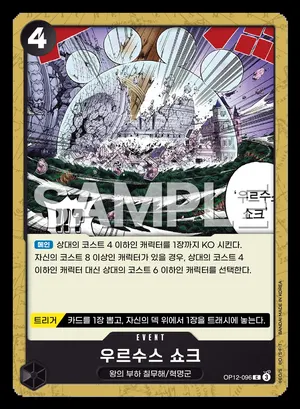 4
우르수스
쇼크
SAMPLE
메인 상대의 코스트 4 이하인 캐릭터를 1장까지 KO 시킨다.
자신의 코스트 8 이상인 캐릭터가 있을 경우, 상대의 코스트 4
이하인 캐릭터 대신 상대의 코스트 6 이하인 캐릭터를 선택한다.
트리거 카드를 1장 뽑고, 자신의 덱 위에서 1장을 트래시에 놓는다.
EVENT
우르수스 쇼크
왕의 부하 칠무해/혁명군
OP12-096 C 3